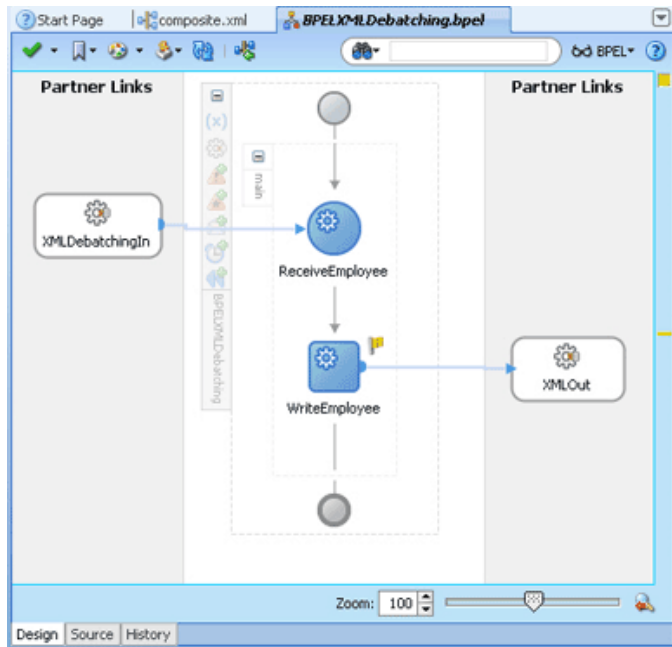 Start Page
composite.xml
BPELXMLDebatching.bpel
BPEL
Partner Links
Partner Links
(x)
main
XMLDebatchingIn
ReceiveEmployee
BPELXMLDebatching
XMLOut
WriteEmployee
Zoom: 100
Design Source History